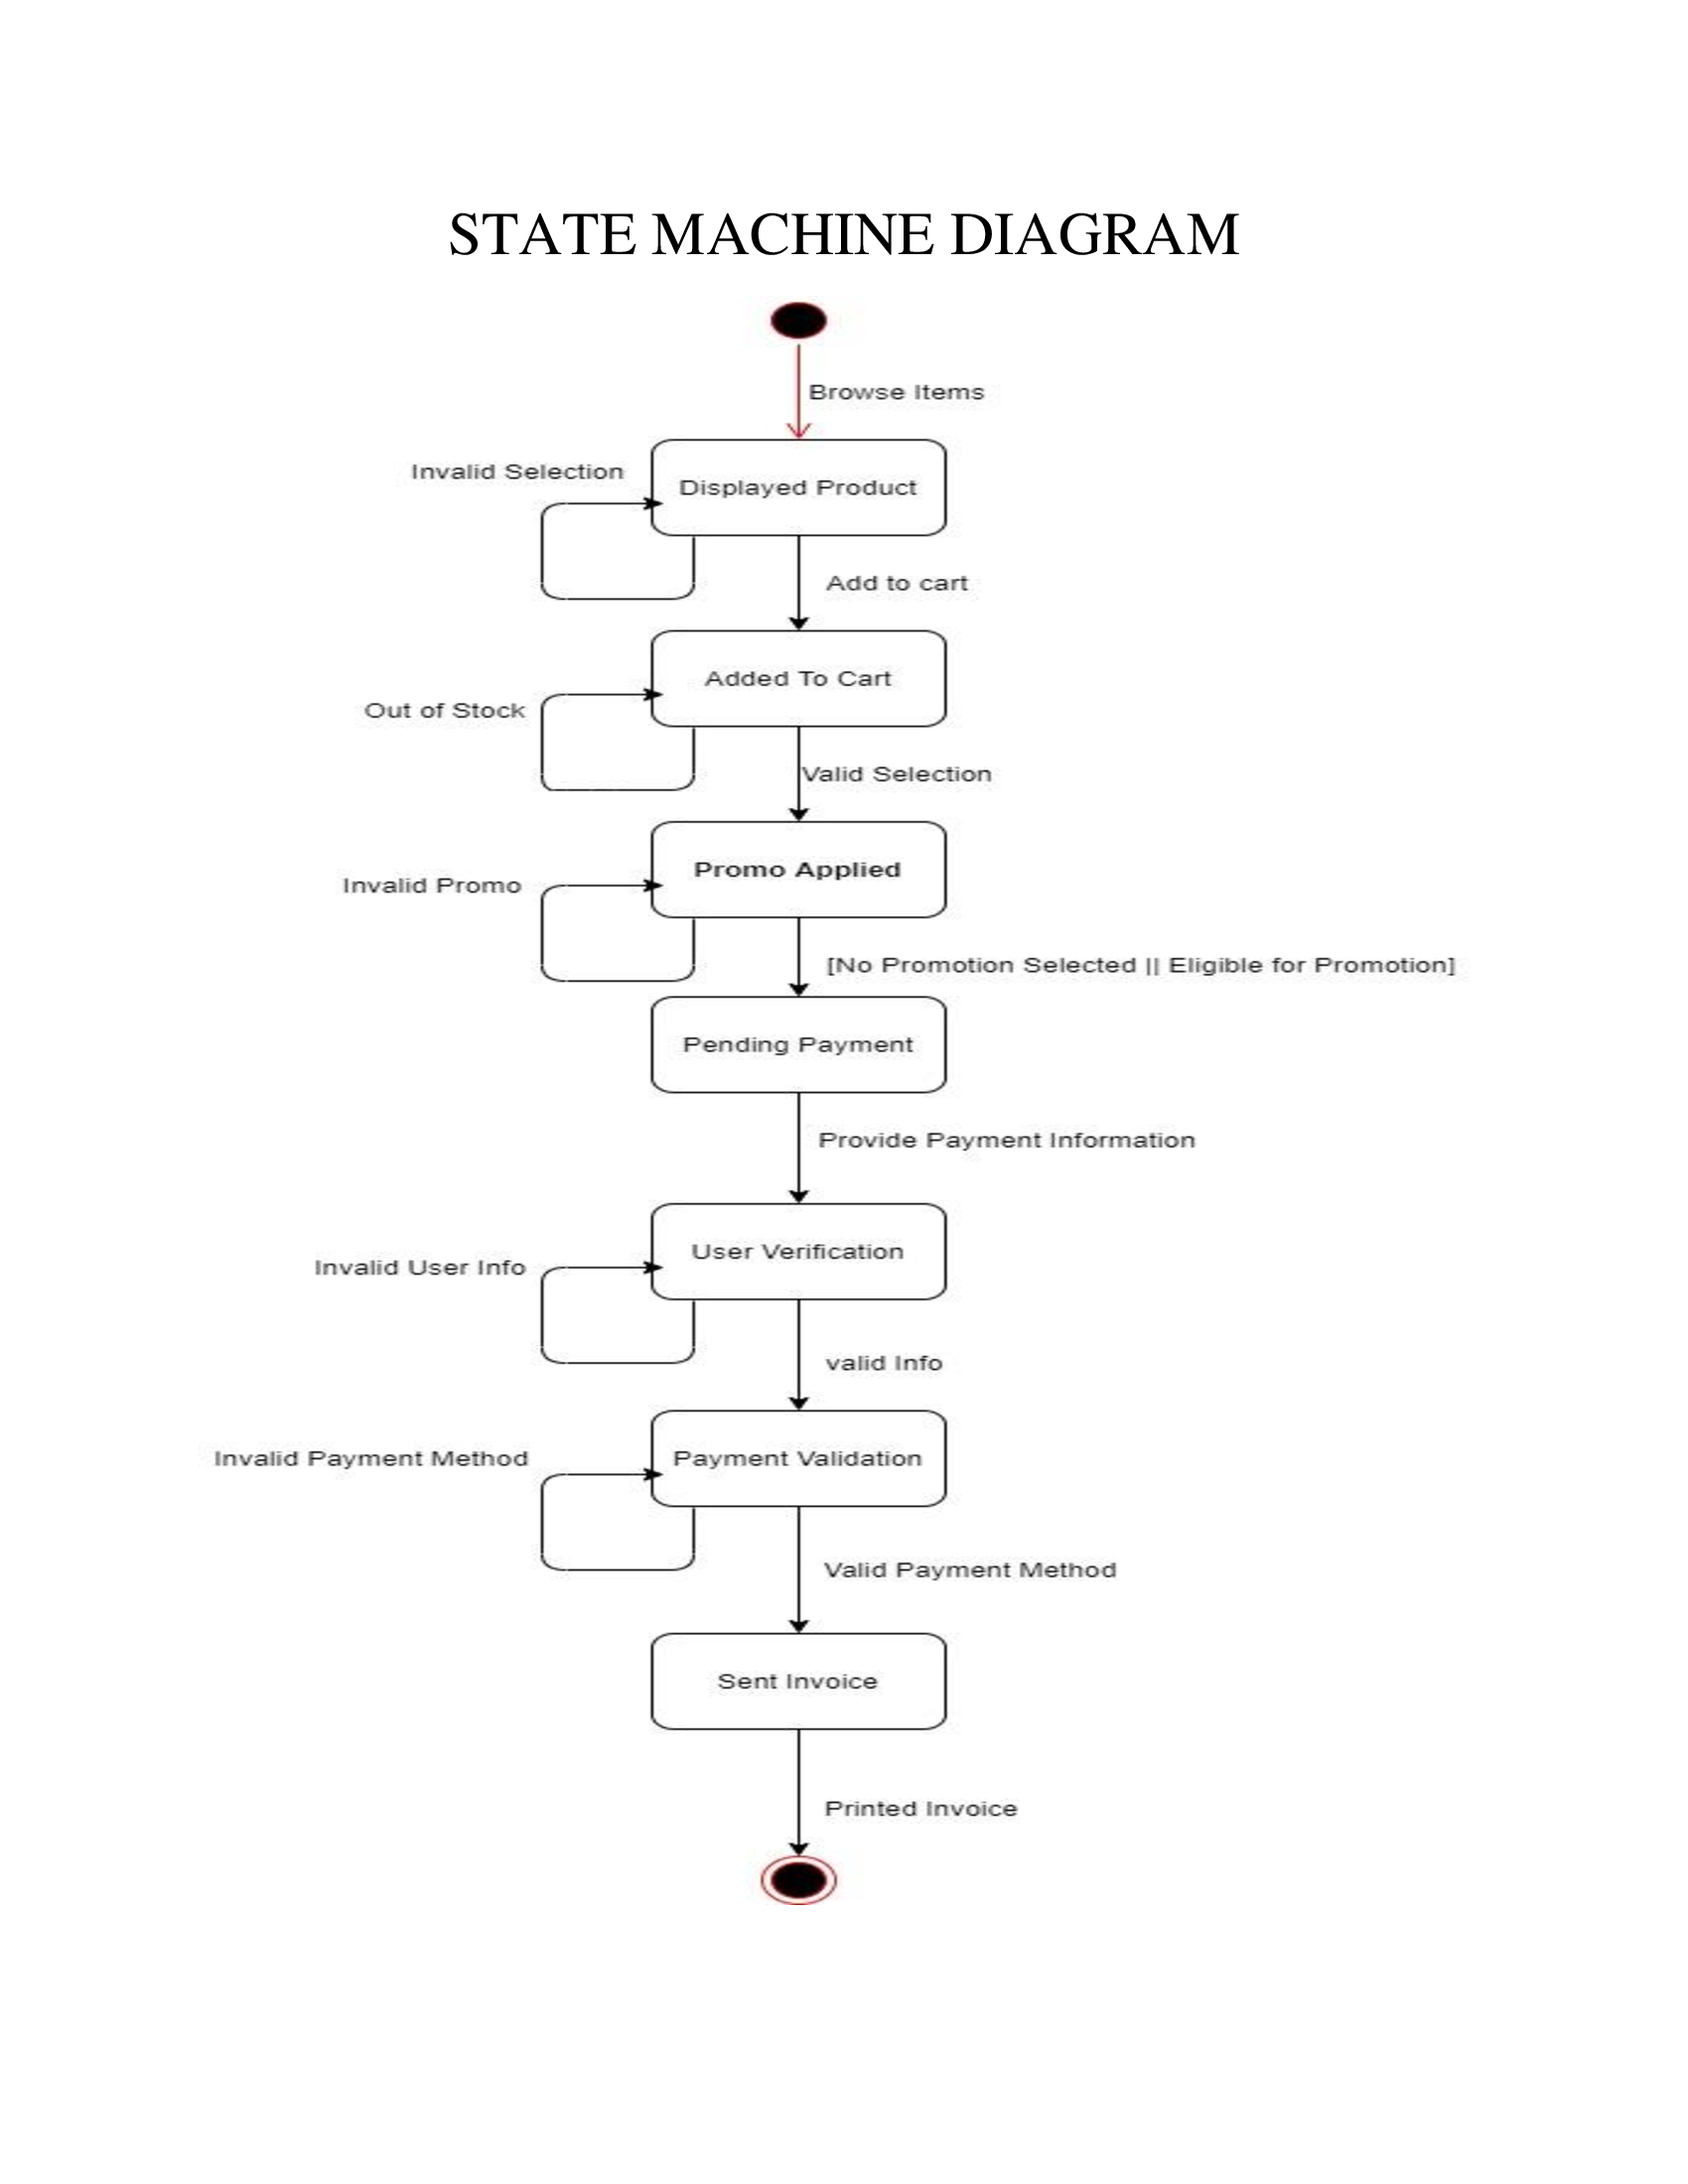 STATE MACHINE DIAGRAM
Browse Items
Invalid Selection
Displayed Product
Add to cart
Added To Cart
Out of Stock
Valid Selection
Promo Applied
Invalid Promo
[No Promotion Selected || Eligible for Promotion]
Pending Payment
Provide Payment Information
User Verification
Invalid User Info
valid Info
Invalid Payment Method
Payment Validation
Valid Payment Method
Sent Invoice
Printed Invoice